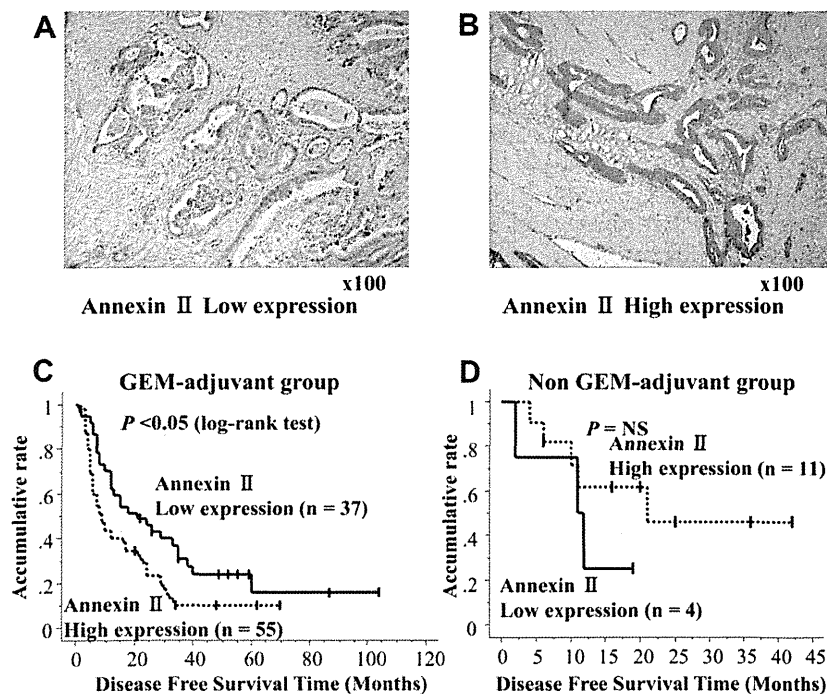 A
B
x100
x100
Annexin Ⅱ Low expression
Annexin Ⅱ High expression
C
GEM-adjuvant group
Accumulative rate
1
.8
.6
.4
.2
0
P <0.05 (log-rank test)
Annexin Ⅱ
Low expression (n = 37)
Annexin Ⅱ
High expression (n = 55)
0 20 40 60 80 100 120
Disease Free Survival Time (Months)
D
Non GEM-adjuvant group
Accumulative rate
1
.8
.6
.4
.2
0
P = NS
Annexin Ⅱ
High expression (n = 11)
Annexin Ⅱ
Low expression (n = 4)
0 5 10 15 20 25 30 35 40 45
Disease Free Survival Time (Months)